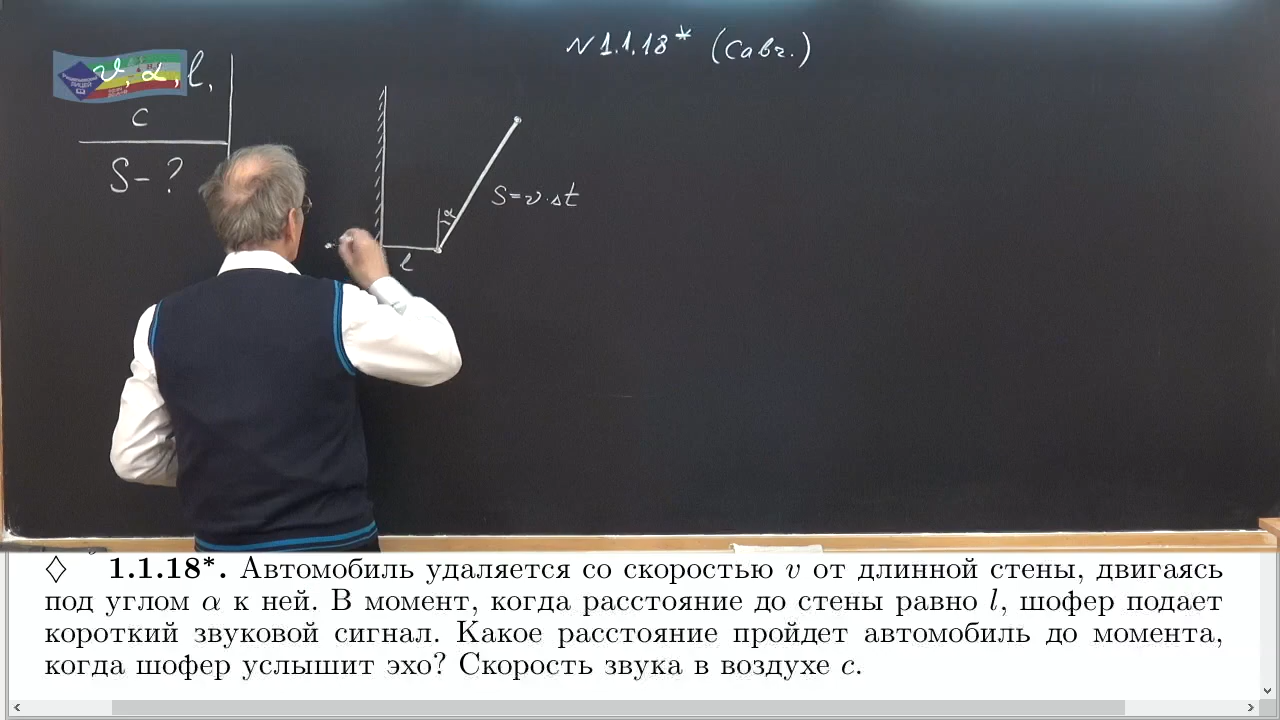 N 1.1.18* (Савч.)
v, α, l,
c
S - ?
α
S = v · Δt
l
◇ 1.1.18*. Автомобиль удаляется со скоростью v от длинной стены, двигаясь
под углом α к ней. В момент, когда расстояние до стены равно l, шофер подает
короткий звуковой сигнал. Какое расстояние пройдет автомобиль до момента,
когда шофер услышит эхо? Скорость звука в воздухе c.